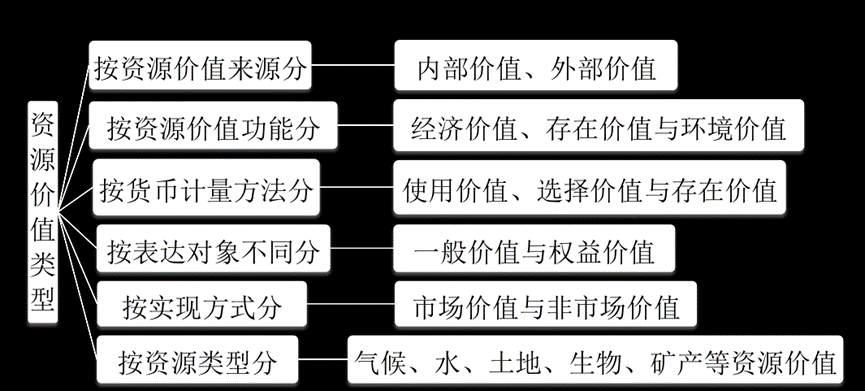 资源价值类型
按资源价值来源分
内部价值、外部价值
按资源价值功能分
经济价值、存在价值与环境价值
按货币计量方法分
使用价值、选择价值与存在价值
按表达对象不同分
一般价值与权益价值
按实现方式分
市场价值与非市场价值
按资源类型分
气候、水、土地、生物、矿产等资源价值